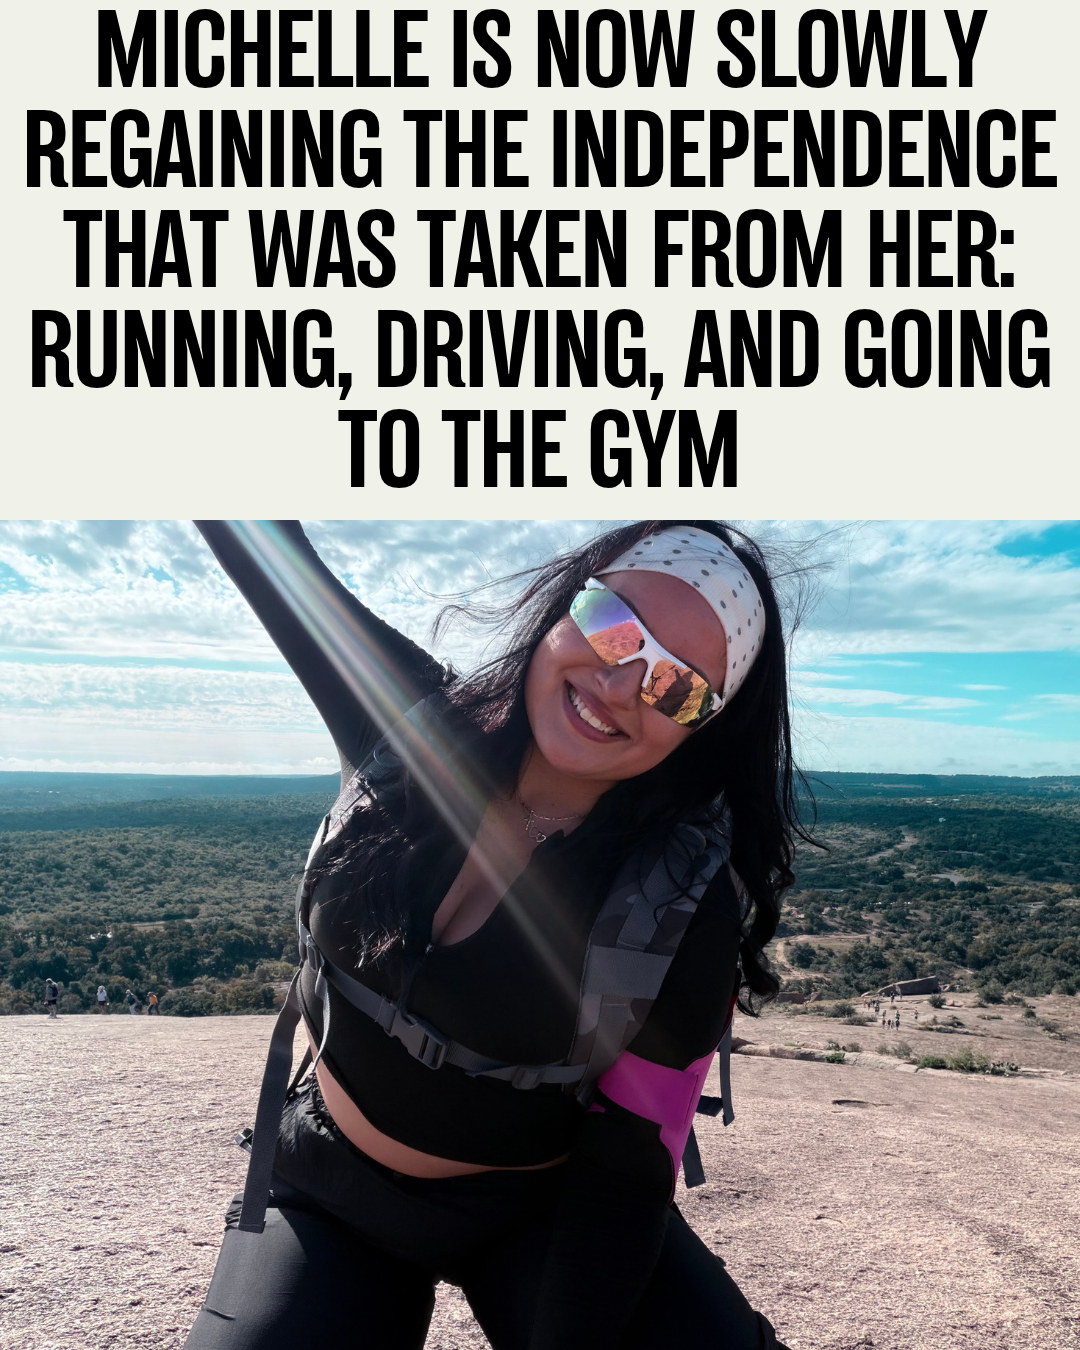 MICHELLE IS NOW SLOWLY
REGAINING THE INDEPENDENCE
THAT WAS TAKEN FROM HER:
RUNNING, DRIVING, AND GOING
TO THE GYM